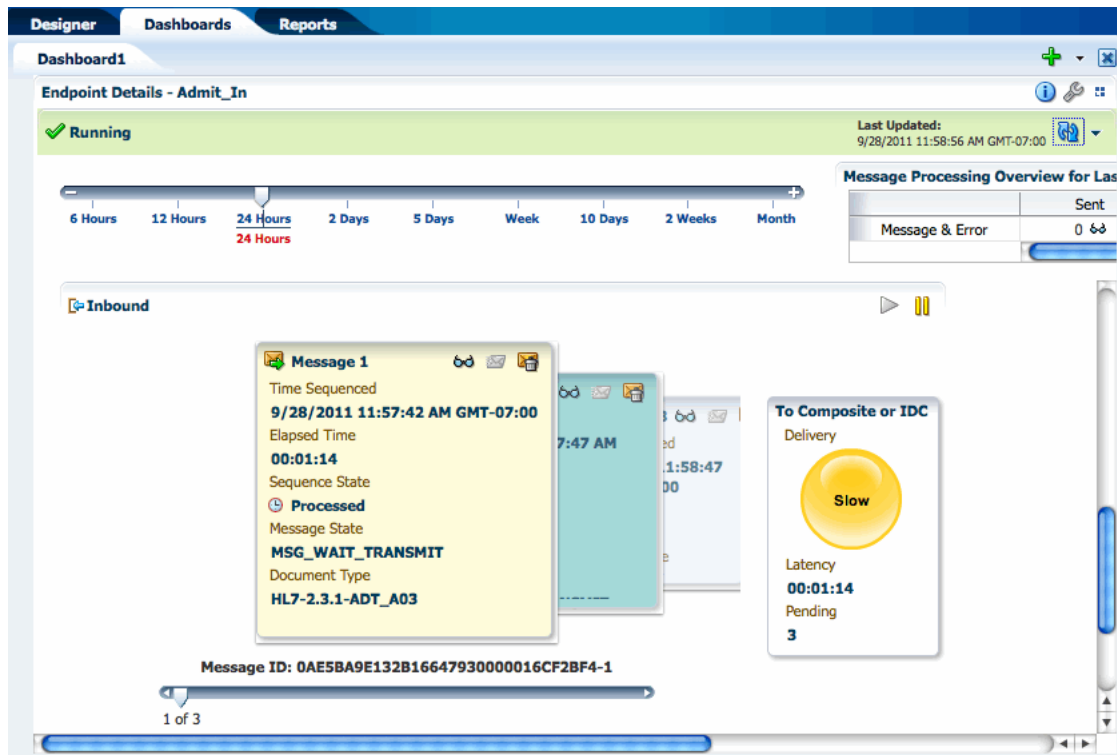 Designer Dashboards Reports
Dashboard1
Endpoint Details - Admit_In
Running
Last Updated:
9/28/2011 11:58:56 AM GMT-07:00
6 Hours 12 Hours 24 Hours 2 Days 5 Days Week 10 Days 2 Weeks Month
24 Hours
Message Processing Overview for Las
Sent
Message & Error 0
Inbound
Message 1
Time Sequenced
9/28/2011 11:57:42 AM GMT-07:00
Elapsed Time
00:01:14
Sequence State
Processed
Message State
MSG_WAIT_TRANSMIT
Document Type
HL7-2.3.1-ADT_A03
7:47 AM
3
ed
1:58:47
00
e
To Composite or IDC
Delivery
Slow
Latency
00:01:14
Pending
3
Message ID: 0AE5BA9E132B16647930000016CF2BF4-1
1 of 3